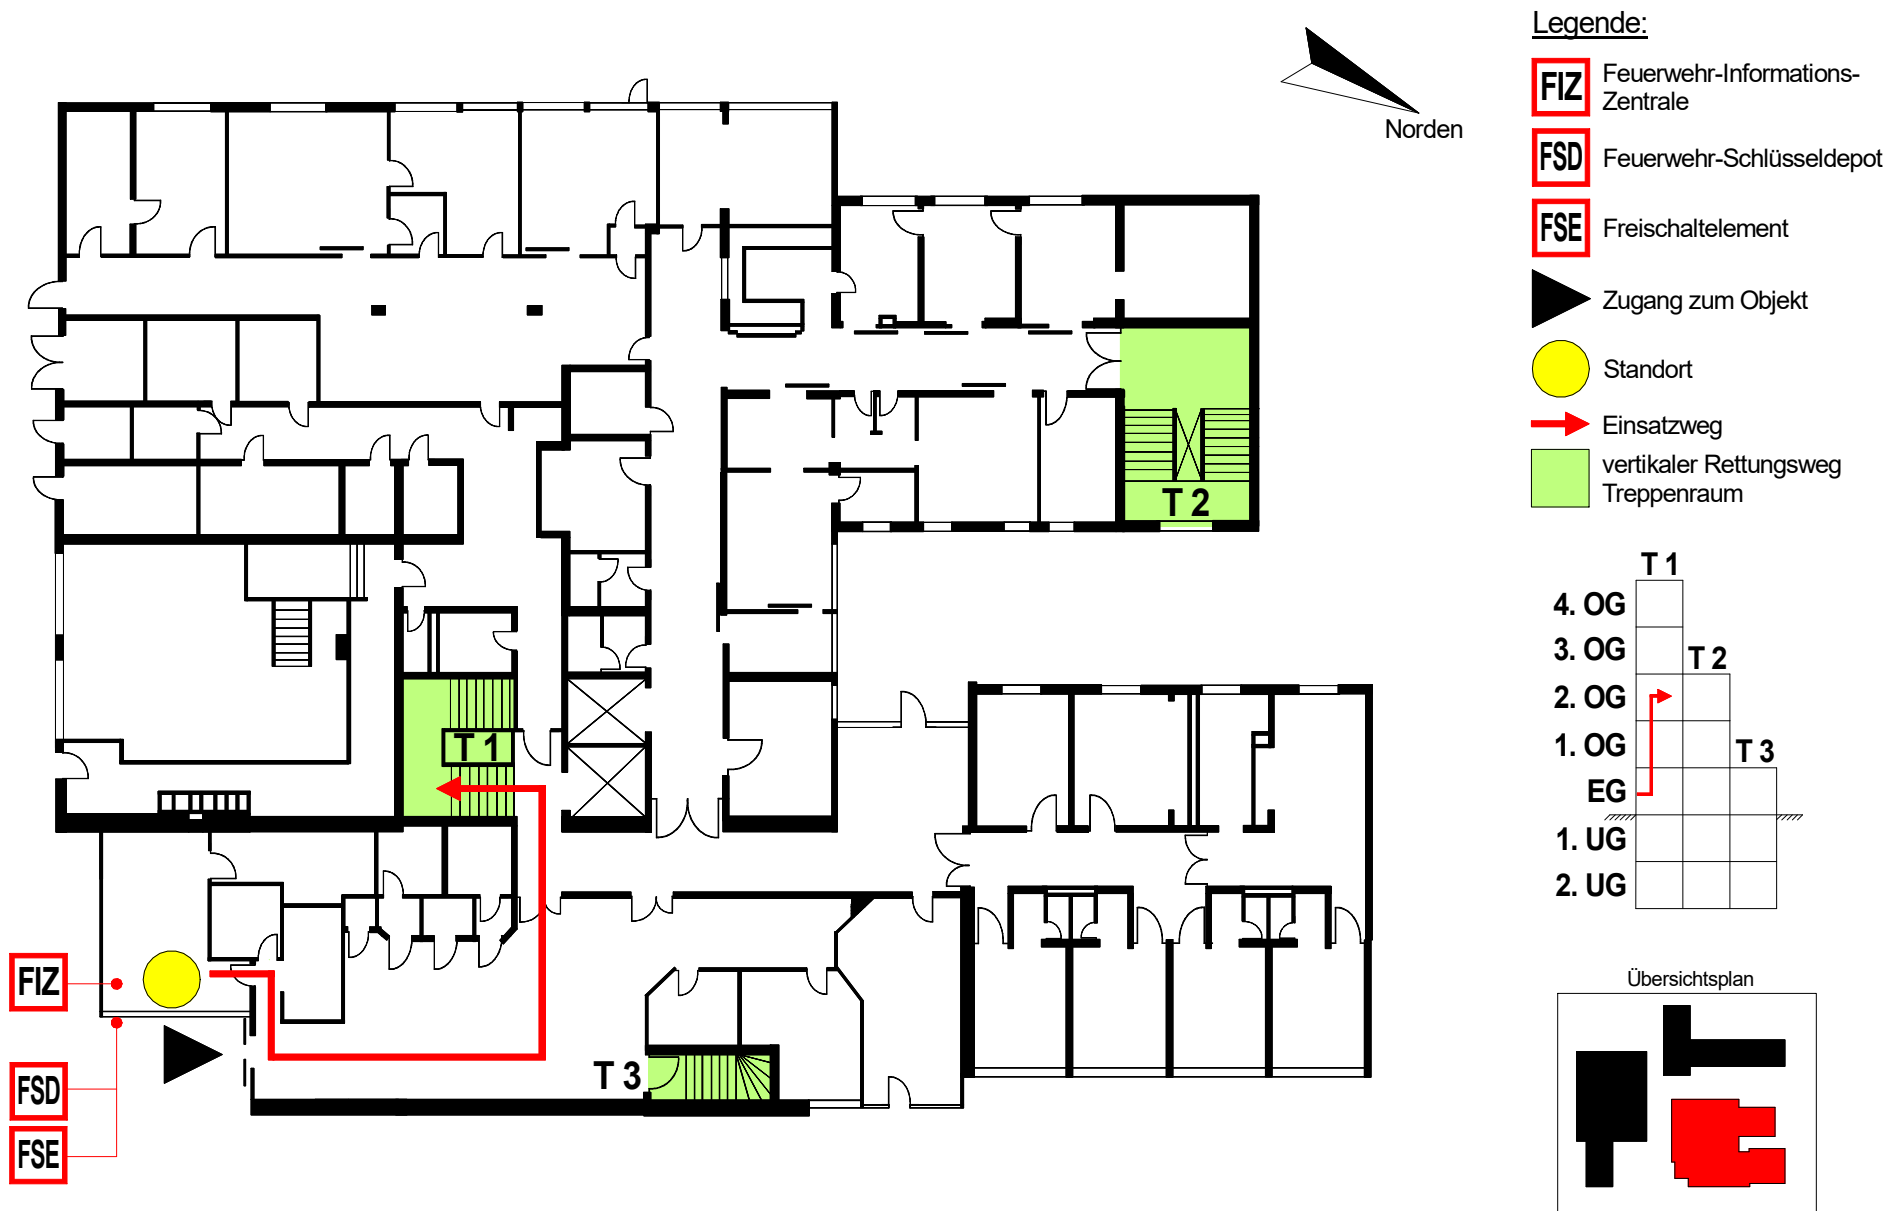 Norden
T 2
T 1
T 3
FIZ
FSD
FSE
Legende:
FIZ
Feuerwehr-Informations-
Zentrale
FSD
Feuerwehr-Schlüsseldepot
FSE
Freischaltelement
Zugang zum Objekt
Standort
Einsatzweg
vertikaler Rettungsweg
Treppenraum
T 1
4. OG
3. OG
T 2
2. OG
1. OG
T 3
EG
1. UG
2. UG
Übersichtsplan